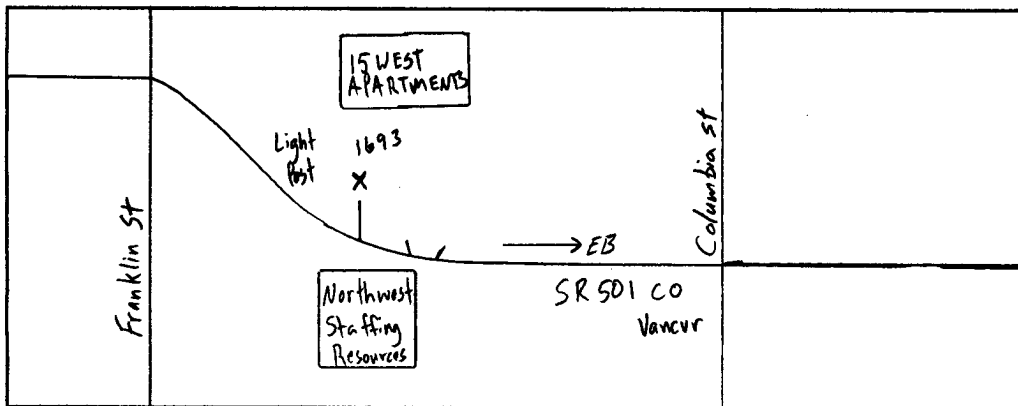 15 WEST
APARTMENTS
Light
Post
1693
X
Franklin St
Columbia St
EB
SR 501 CO
Vancvr
Northwest
Staffing
Resources